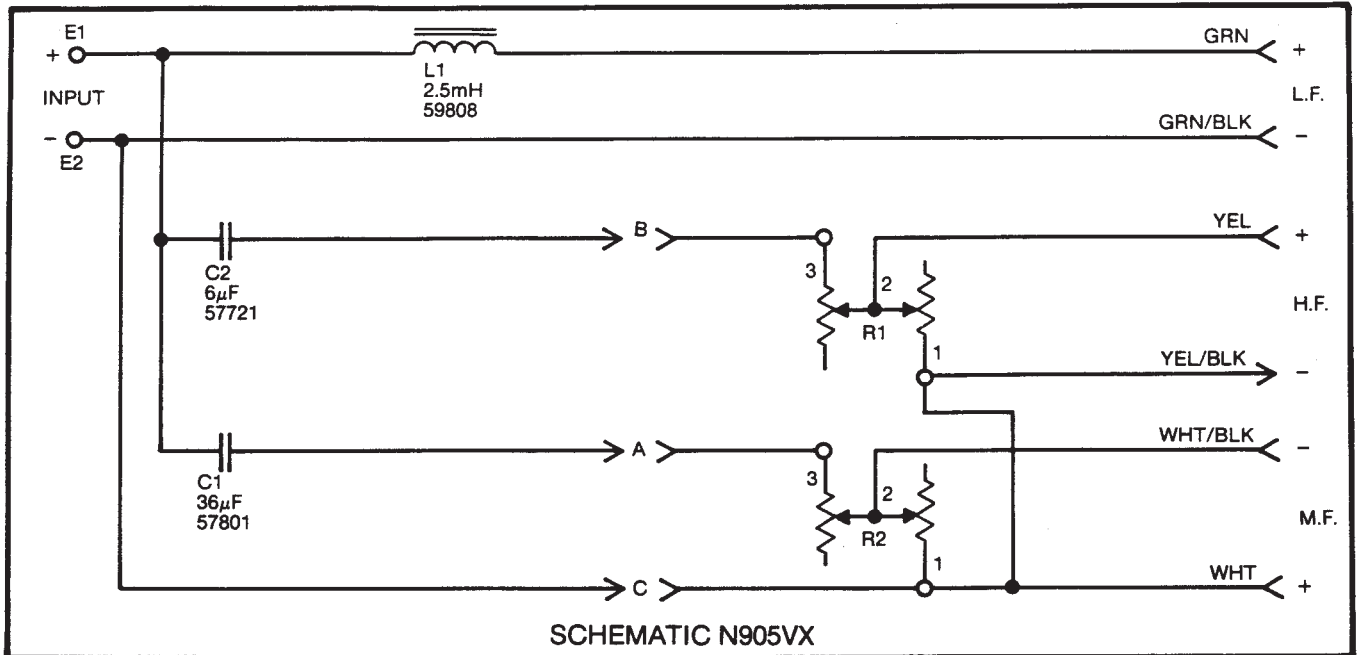 E1
+
GRN
+
L1
2.5mH
59808
INPUT
L.F.
GRN/BLK
-
-
E2
B
YEL
+
C2
6μF
57721
3
2
R1
H.F.
1
YEL/BLK
-
WHT/BLK
-
A
C1
36μF
57801
3
2
R2
M.F.
1
C
WHT
+
SCHEMATIC N905VX